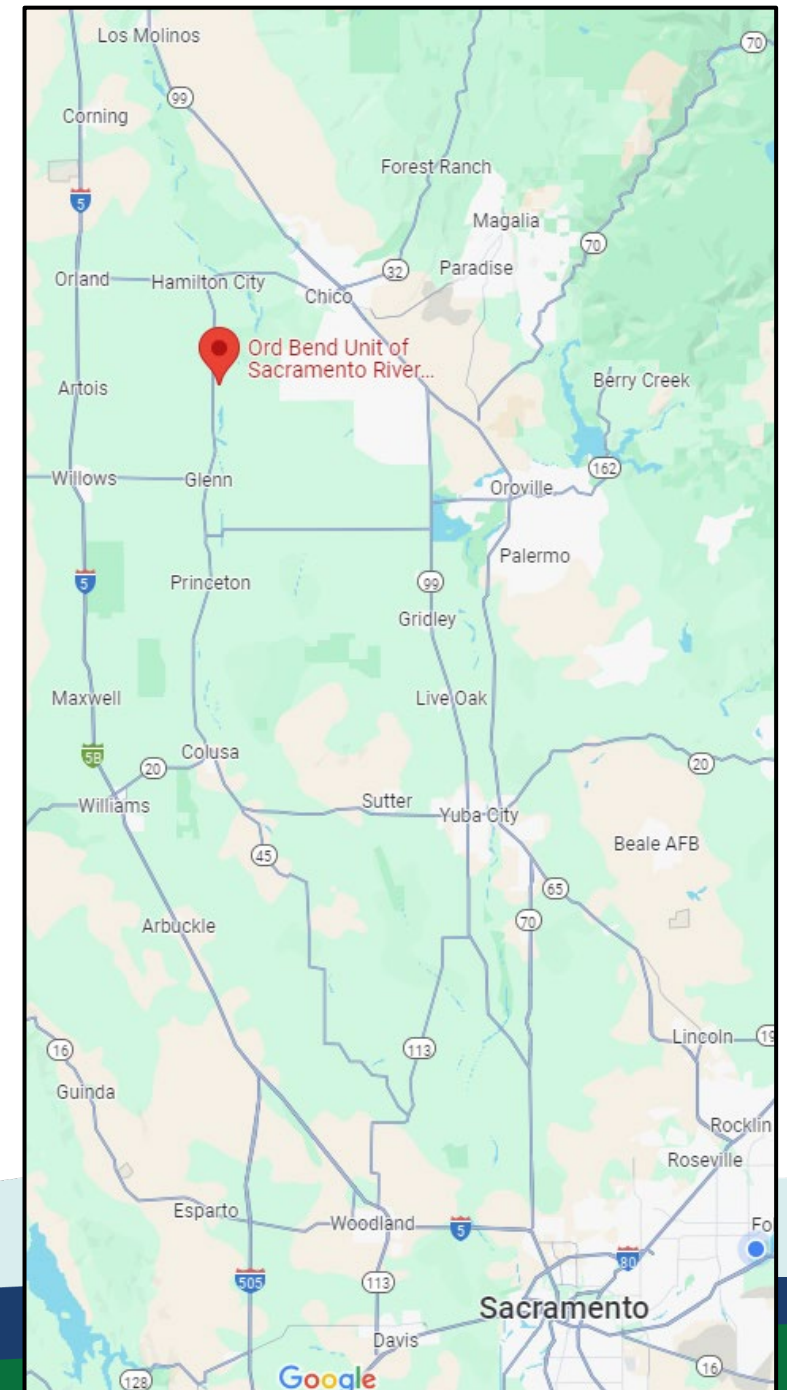 Los Molinos
70
99
Corning
Forest Ranch
5
Magalia
70
Orland
Hamilton City
32
Paradise
Chico
Ord Bend Unit of
Sacramento River...
Artois
Berry Creek
162
Willows
Glenn
Oroville
Palermo
Princeton
5
99
Gridley
Maxwell
Live Oak
5B
20
Colusa
20
Williams
Sutter
Yuba City
Beale AFB
45
65
70
Arbuckle
Lincoln
19
16
113
Guinda
Rocklin
Roseville
Esparto
Woodland
5
Fo
80
505
113
Sacramento
Davis
16
128
Google